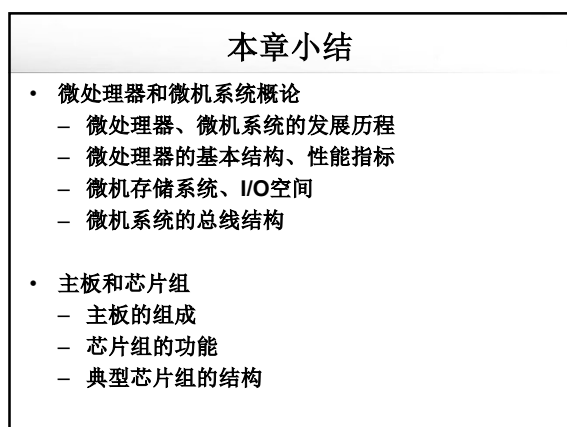 本章小结
• 微处理器和微机系统概论
– 微处理器、微机系统的发展历程
– 微处理器的基本结构、性能指标
– 微机存储系统、I/O空间
– 微机系统的总线结构
• 主板和芯片组
– 主板的组成
– 芯片组的功能
– 典型芯片组的结构